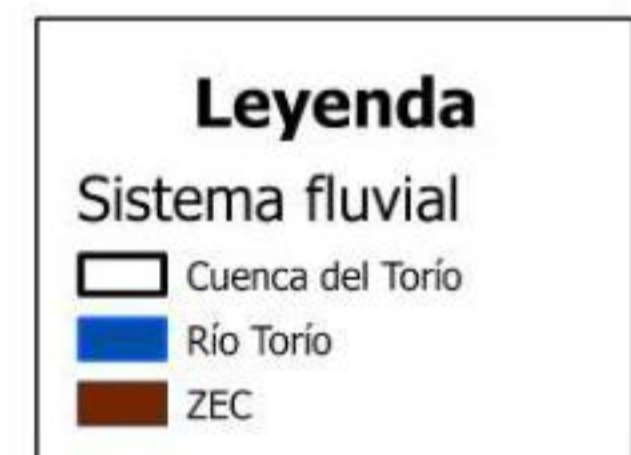 Leyenda
Sistema fluvial
Cuenca del Torío
Río Torío
ZEC